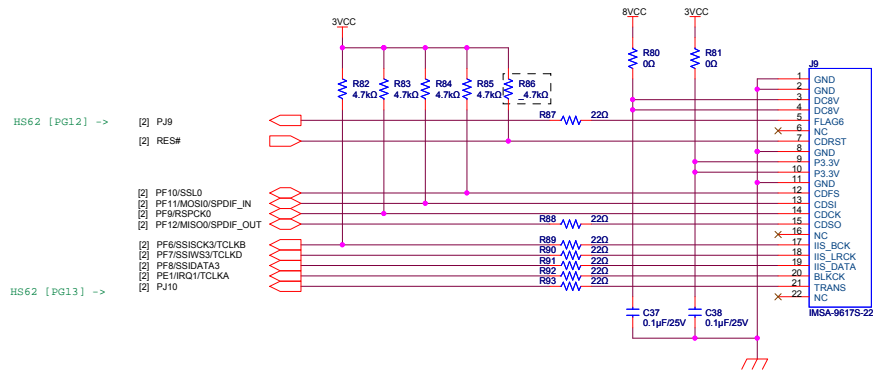 3VCC 8VCC 3VCC
R80
0Ω
R81
0Ω
J9
R82
4.7kΩ
R83
4.7kΩ
R84
4.7kΩ
R85
4.7kΩ
R86
4.7kΩ
1 GND
2 GND
3 DC8V
4 DC8V
HS62 [PG12] -> [2] PJ9 R87 22Ω 5 FLAG6
6 NC
[2] RES# 7 CDRST
8 GND
9 P3.3V
10 P3.3V
11 GND
[2] PF10/SSL0 12 CDFS
[2] PF11/MOSI0/SPDIF_IN 13 CDSI
[2] PF9/RSPCK0 14 CDCK
[2] PF12/MISO0/SPDIF_OUT R88 22Ω 15 CDSO
16 NC
[2] PF6/SSISCK3/TCLKB R89 22Ω 17 IIS_BCK
[2] PF7/SSIWS3/TCLKD R90 22Ω 18 IIS_LRCK
[2] PF8/SSIDATA3 R91 22Ω 19 IIS_DATA
[2] PE1/IRQ1/TCLKA R92 22Ω 20 BLKCK
HS62 [PG13] -> [2] PJ10 R93 22Ω 21 TRANS
22 NC
IMSA-9617S-22
C37
0.1µF/25V
C38
0.1µF/25V